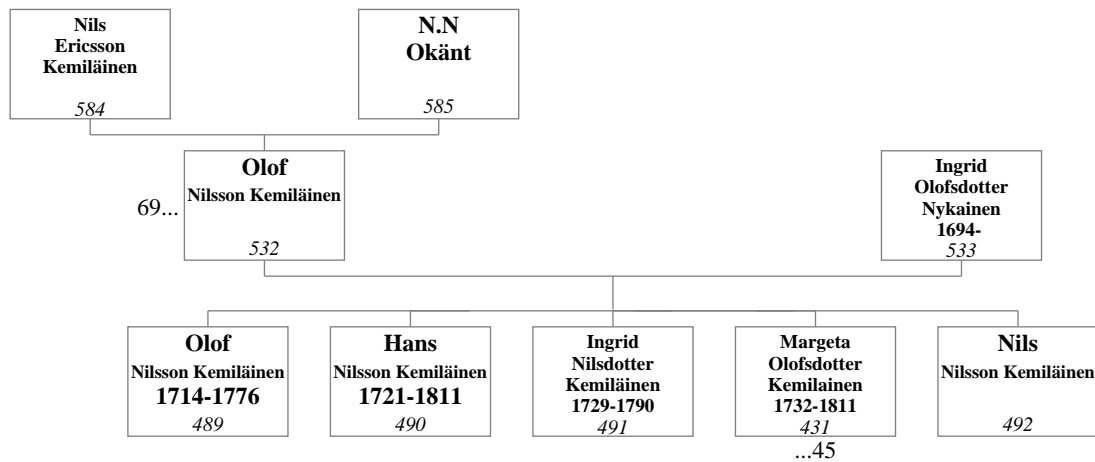 Nils
Ericsson
Kemiläinen
584
N.N
Okänt
585
69...
Olof
Nilsson Kemiläinen
532
Ingrid
Olofsdotter
Nykainen
1694-
533
Olof
Nilsson Kemiläinen
1714-1776
489
Hans
Nilsson Kemiläinen
1721-1811
490
Ingrid
Nilsdotter
Kemiläinen
1729-1790
491
Margeta
Olofsdotter
Kemilainen
1732-1811
431
...45
Nils
Nilsson Kemiläinen
492